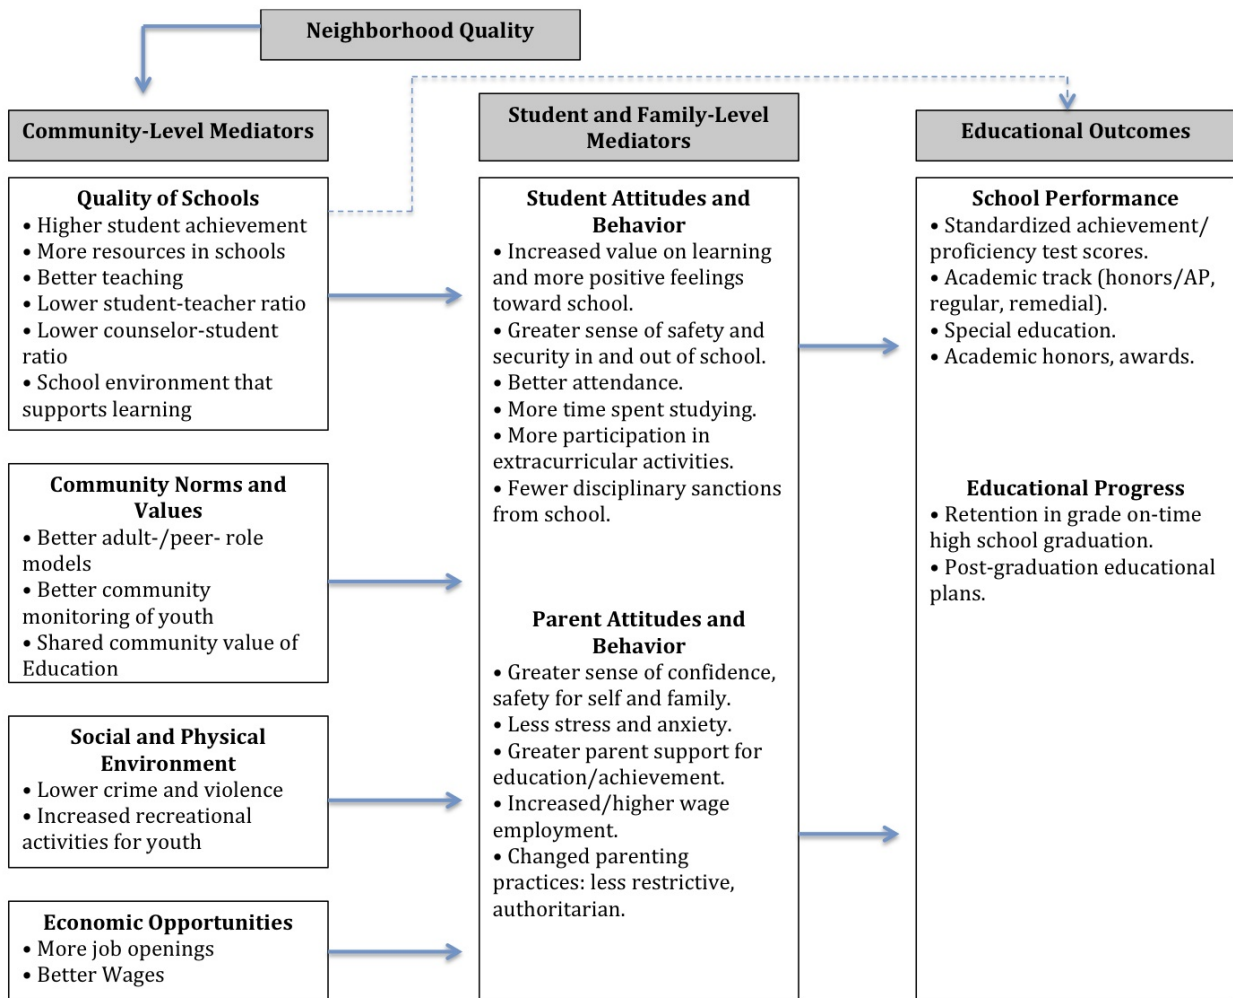 Neighborhood Quality
Community-Level Mediators
Quality of Schools
• Higher student achievement
• More resources in schools
• Better teaching
• Lower student-teacher ratio
• Lower counselor-student
ratio
• School environment that
supports learning
Community Norms and
Values
• Better adult-/peer- role
models
• Better community
monitoring of youth
• Shared community value of
Education
Social and Physical
Environment
• Lower crime and violence
• Increased recreational
activities for youth
Economic Opportunities
• More job openings
• Better Wages
Student and Family-Level
Mediators
Student Attitudes and
Behavior
• Increased value on learning
and more positive feelings
toward school.
• Greater sense of safety and
security in and out of school.
• Better attendance.
• More time spent studying.
• More participation in
extracurricular activities.
• Fewer disciplinary sanctions
from school.
Parent Attitudes and
Behavior
• Greater sense of confidence,
safety for self and family.
• Less stress and anxiety.
• Greater parent support for
education/achievement.
• Increased/higher wage
employment.
• Changed parenting
practices: less restrictive,
authoritarian.
Educational Outcomes
School Performance
• Standardized achievement/
proficiency test scores.
• Academic track (honors/AP,
regular, remedial).
• Special education.
• Academic honors, awards.
Educational Progress
• Retention in grade on-time
high school graduation.
• Post-graduation educational
plans.